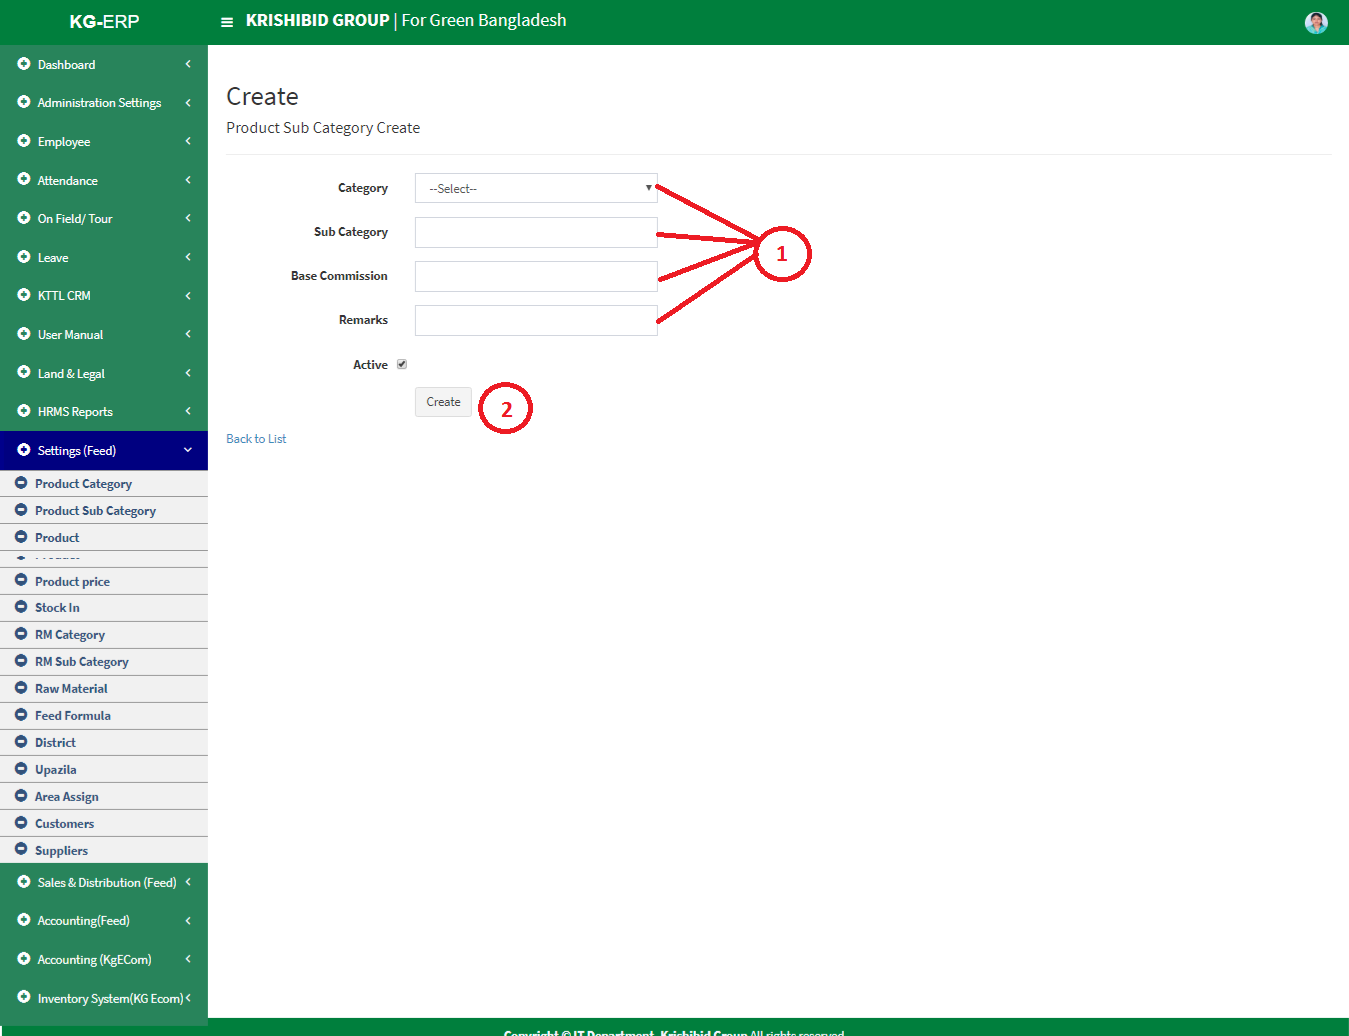 KG-ERP
KRISHIBID GROUP | For Green Bangladesh
Dashboard
Administration Settings
Employee
Attendance
On Field/ Tour
Leave
KTTL CRM
User Manual
Land & Legal
HRMS Reports
Settings (Feed)
Product Category
Product Sub Category
Product
Product price
Stock In
RM Category
RM Sub Category
Raw Material
Feed Formula
District
Upazila
Area Assign
Customers
Suppliers
Sales & Distribution (Feed)
Accounting(Feed)
Accounting (KgECom)
Inventory System(KG Ecom)
Create
Product Sub Category Create
Category --Select--
Sub Category
Base Commission
Remarks
1
Active
Create 2
Back to List
Copyright © IT Department, Krishibid Group All rights reserved